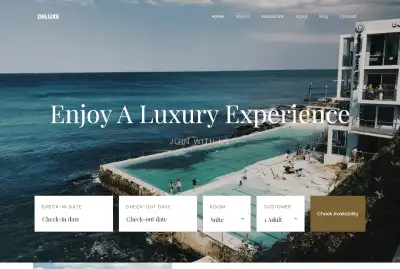 DELUXE
Home About Restaurant About Blog Contact
Enjoy A Luxury Experience
JOIN WITH US
CHECK-IN DATE CHECK-OUT DATE ROOM CUSTOMER
Check-in date Check-out date Suite 1 Adult Check Availability